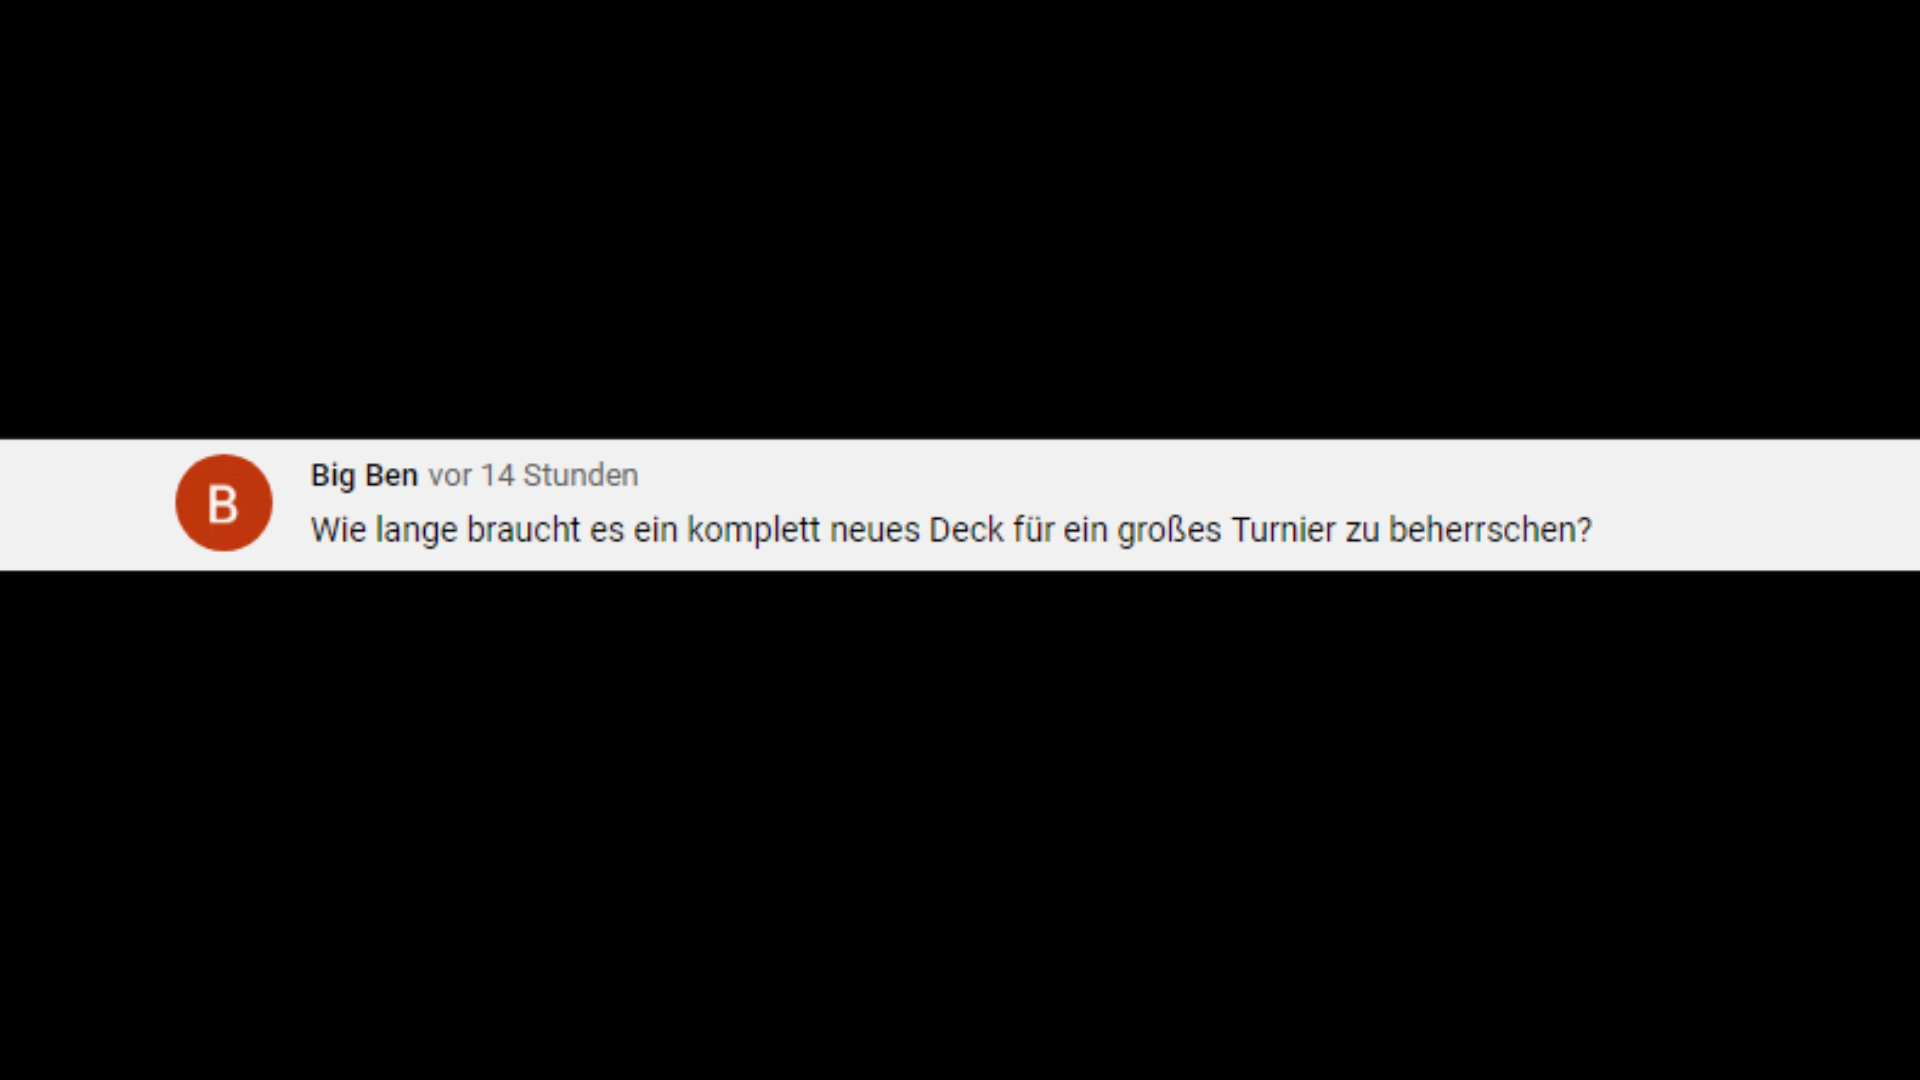 B
Big Ben vor 14 Stunden
Wie lange braucht es ein komplett neues Deck für ein großes Turnier zu beherrschen?